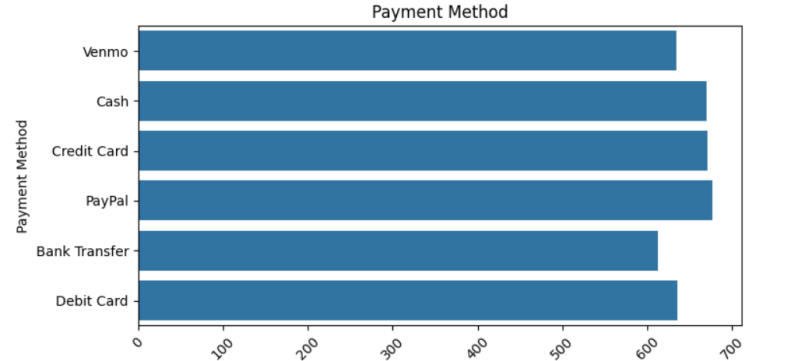 Payment Method
Venmo
Cash
Credit Card
PayPal
Bank Transfer
Debit Card
Payment Method
0
100
200
300
400
500
600
700